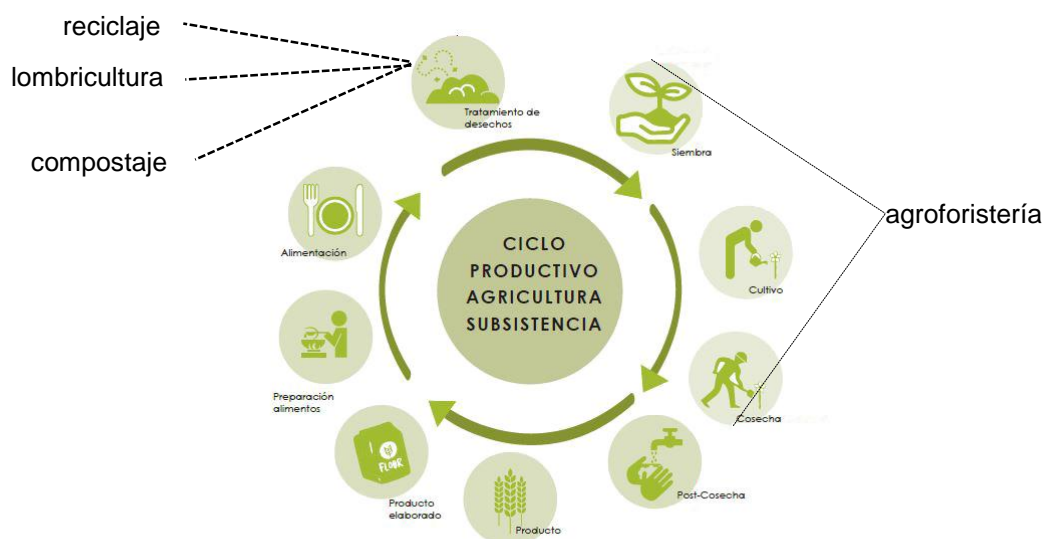 reciclaje
lombricultura
compostaje
Tratamiento de
desechos
Siembra
agroforistería
Cultivo
Cosecha
Post-Cosecha
Producto
FLOUR
Producto
elaborado
Preparación
alimentos
Alimentación
CICLO
PRODUCTIVO
AGRICULTURA
SUBSISTENCIA